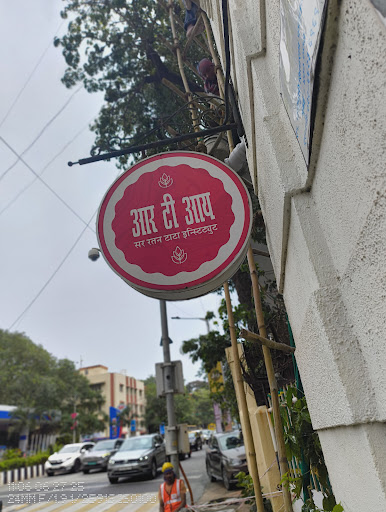 आर टी आय
सर रतन टाटा इन्स्टिट्युट